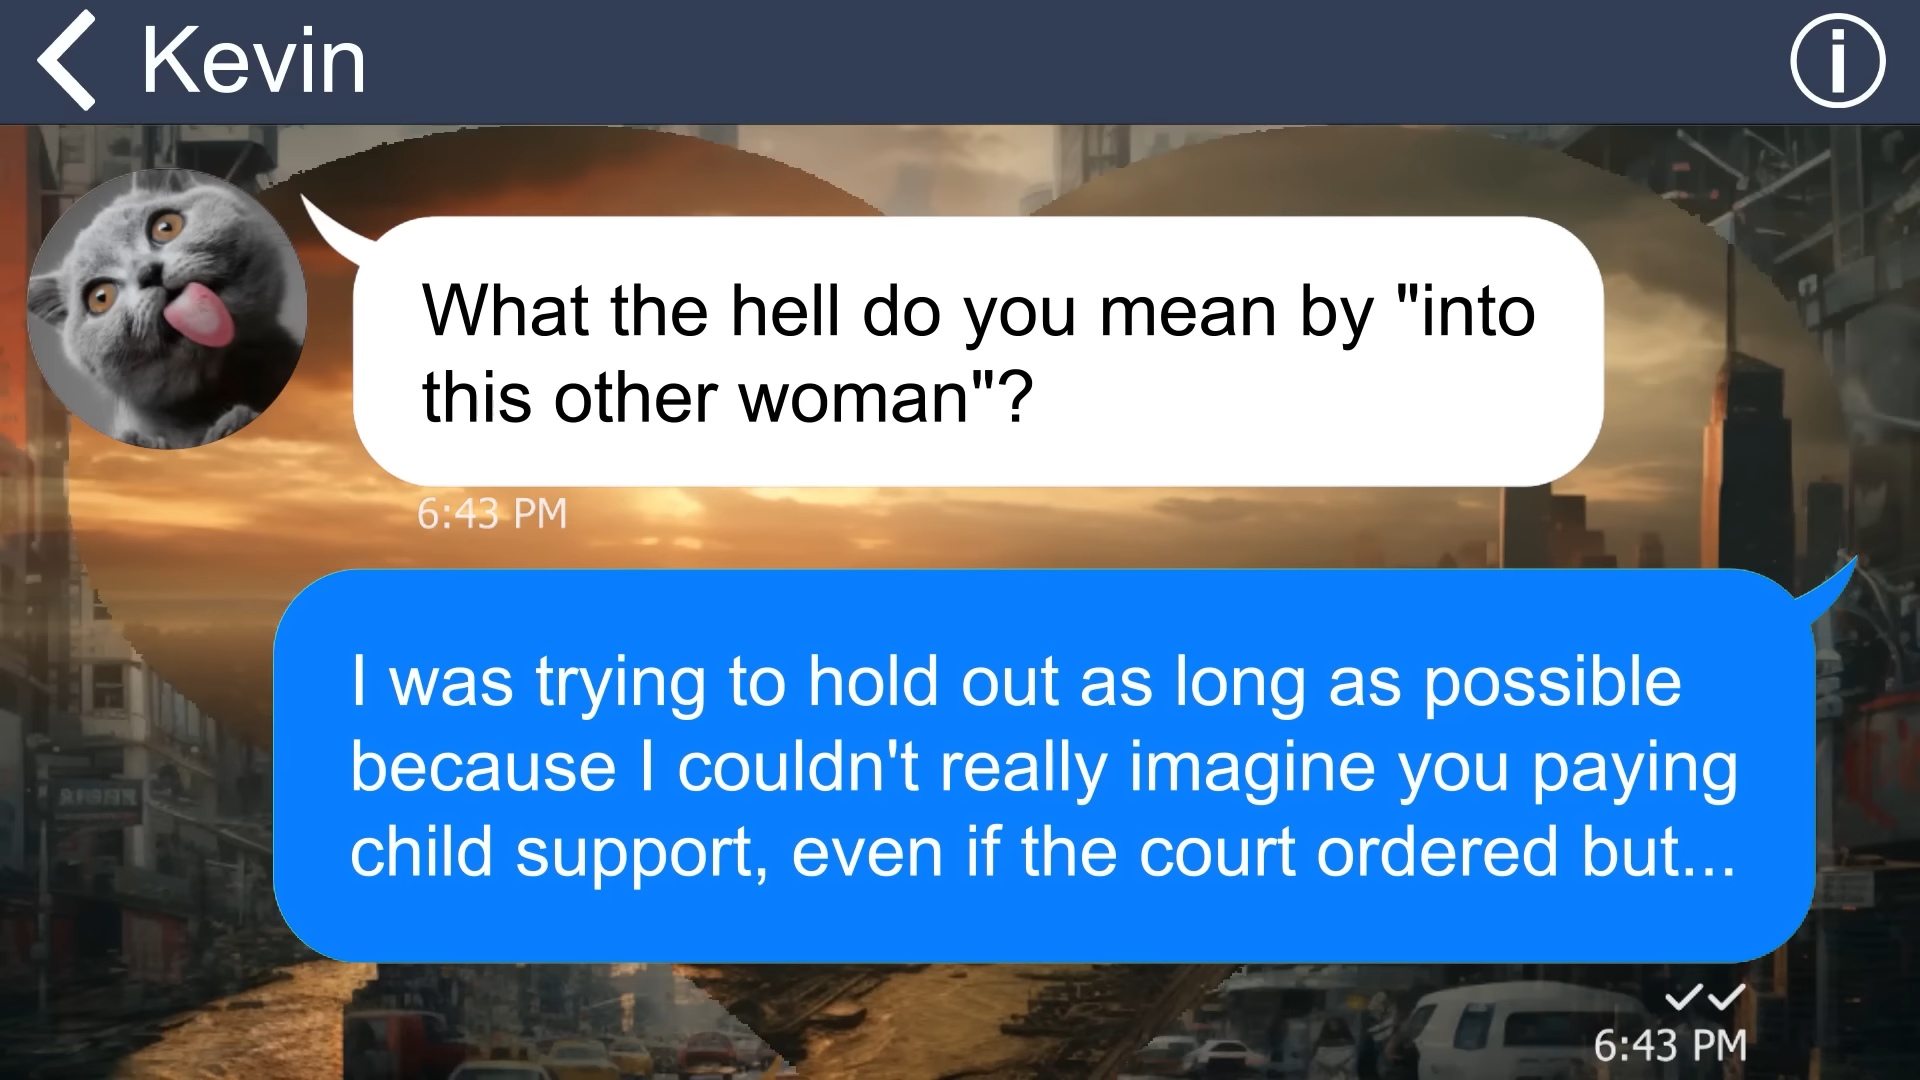 Kevin
What the hell do you mean by "into
this other woman"?
6:43 PM
I was trying to hold out as long as possible
because I couldn't really imagine you paying
child support, even if the court ordered but...
6:43 PM